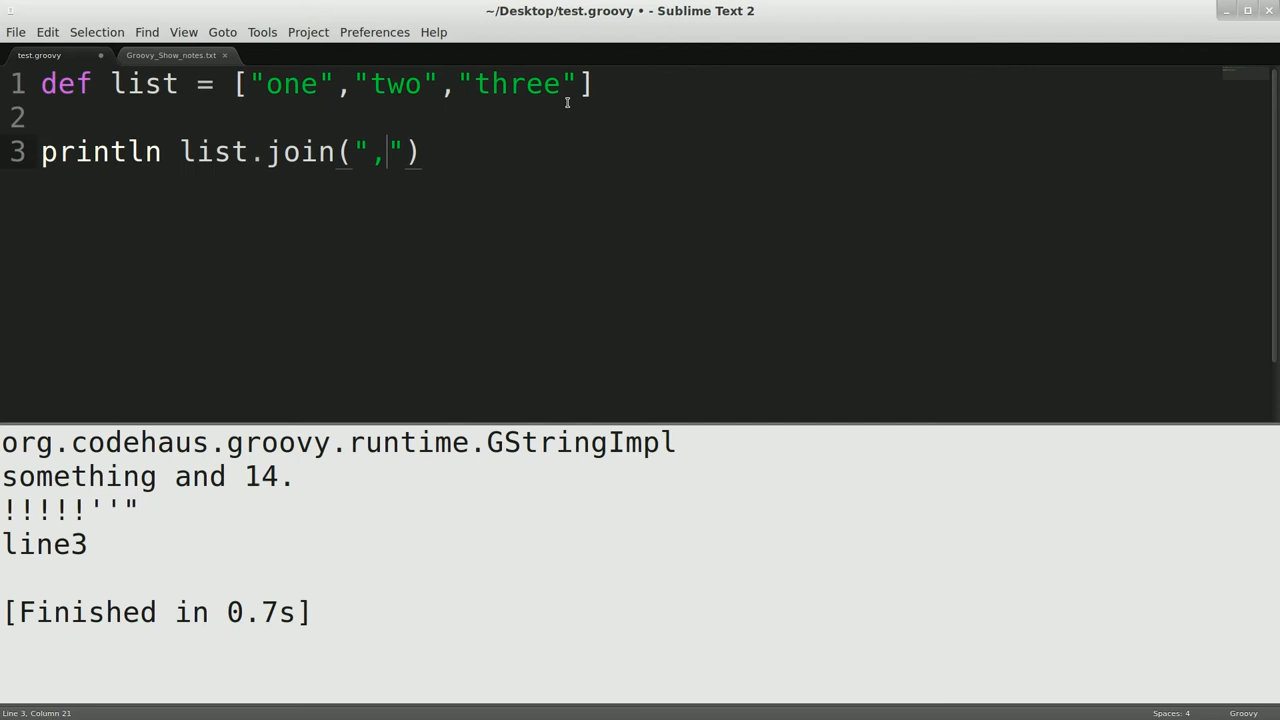 ~/Desktop/test.groovy • - Sublime Text 2
File Edit Selection Find View Goto Tools Project Preferences Help
test.groovy Groovy_Show_notes.txt ×
1 def list = ["one","two","three"]
2
3 println list.join(",")
org.codehaus.groovy.runtime.GStringImpl
something and 14.
!!!!!''"
line3
[Finished in 0.7s]
Line 3, Column 21 Spaces: 4 Groovy